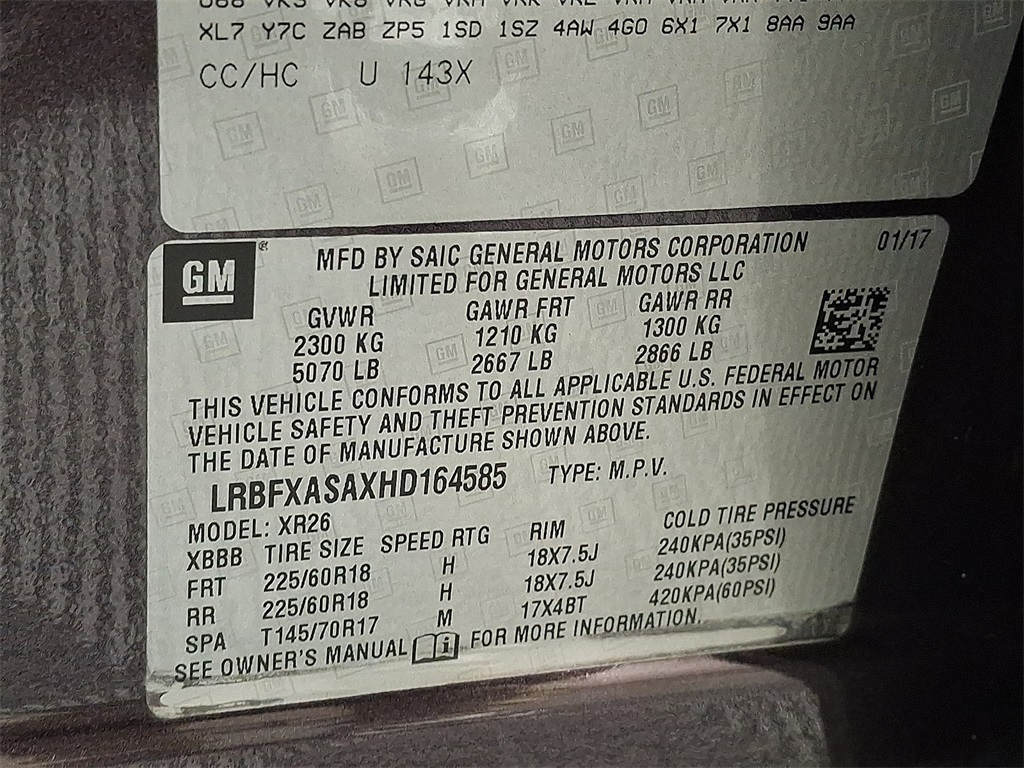 XL7 Y7C ZAB ZP5 1SD 1SZ 4AW 4G0 6X1 7X1 8AA 9AA
CC/HC U 143X
GM ®
MFD BY SAIC GENERAL MOTORS CORPORATION 01/17
LIMITED FOR GENERAL MOTORS LLC
GVWR GAWR FRT GAWR RR
2300 KG 1210 KG 1300 KG
5070 LB 2667 LB 2866 LB
THIS VEHICLE CONFORMS TO ALL APPLICABLE U.S. FEDERAL MOTOR
VEHICLE SAFETY AND THEFT PREVENTION STANDARDS IN EFFECT ON
THE DATE OF MANUFACTURE SHOWN ABOVE.
LRBFXASAXHD164585 TYPE: M.P.V.
MODEL: XR26
XBBB TIRE SIZE SPEED RTG RIM COLD TIRE PRESSURE
FRT 225/60R18 H 18X7.5J 240KPA(35PSI)
RR 225/60R18 H 18X7.5J 240KPA(35PSI)
SPA T145/70R17 M 17X4BT 420KPA(60PSI)
SEE OWNER'S MANUAL i FOR MORE INFORMATION.